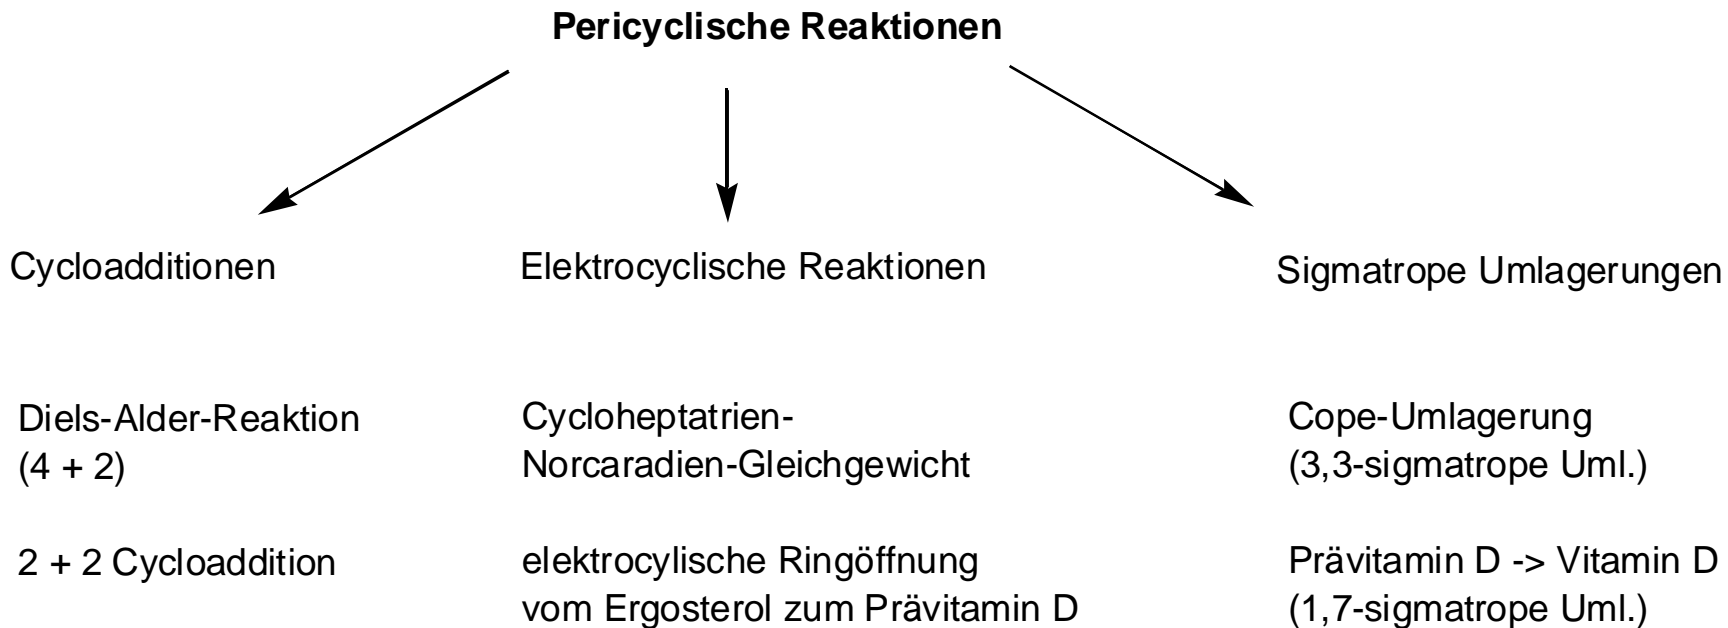 Pericyclische Reaktionen
Cycloadditionen
Elektrocyclische Reaktionen
Sigmatrope Umlagerungen
Diels-Alder-Reaktion
(4 + 2)
Cycloheptatrien-
Norcaradien-Gleichgewicht
Cope-Umlagerung
(3,3-sigmatrope Uml.)
2 + 2 Cycloaddition
elektrocylische Ringöffnung
vom Ergosterol zum Prävitamin D
Prävitamin D -> Vitamin D
(1,7-sigmatrope Uml.)